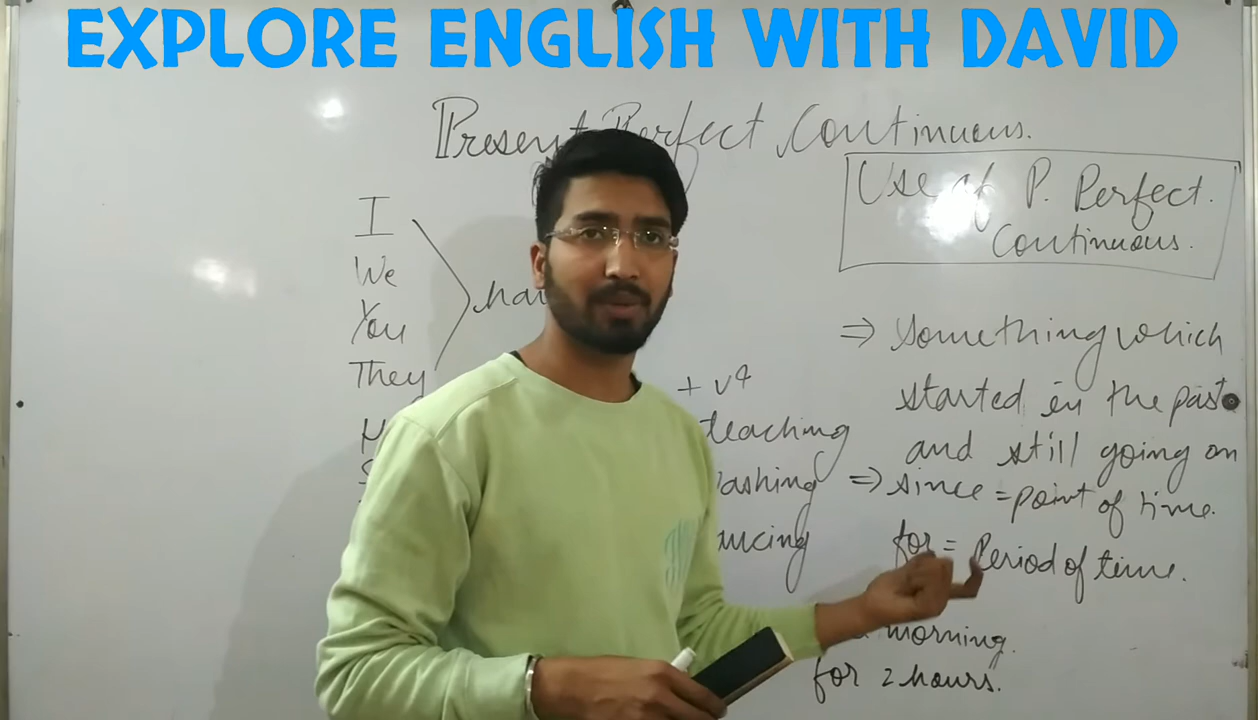 EXPLORE ENGLISH WITH DAVID
Present Perfect Continuous.
Use of P. Perfect.
Continuous.
I
We
You
They
+ v4
teaching
⇒ Something which
started in the past
and still going on
⇒ since = point of time.
for = Period of time.
morning.
for 2 hours.